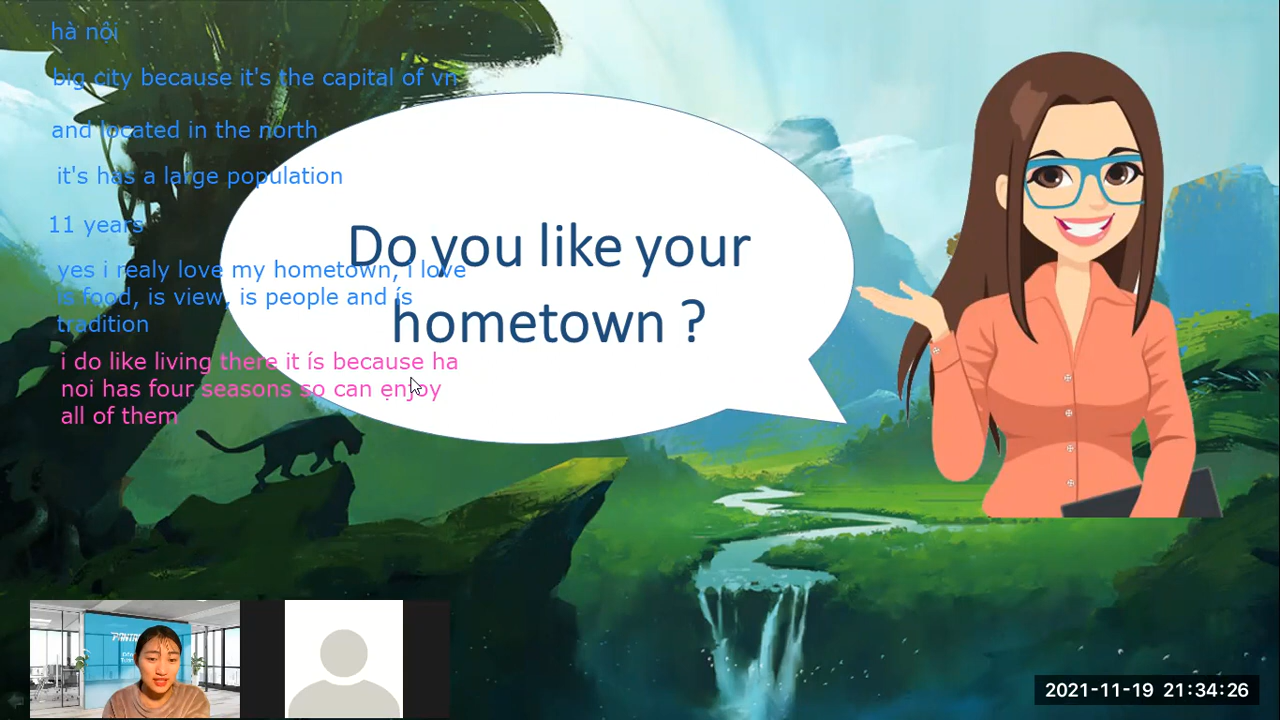 hà nội
big city because it's the capital of vn
and located in the north
it's has a large population
11 years
Do you like your
hometown ?
yes i realy love my hometown, i love
is food, is view, is people and ís
tradition
i do like living there it ís because ha
noi has four seasons so can ẹnjoy
all of them
2021-11-19 21:34:26